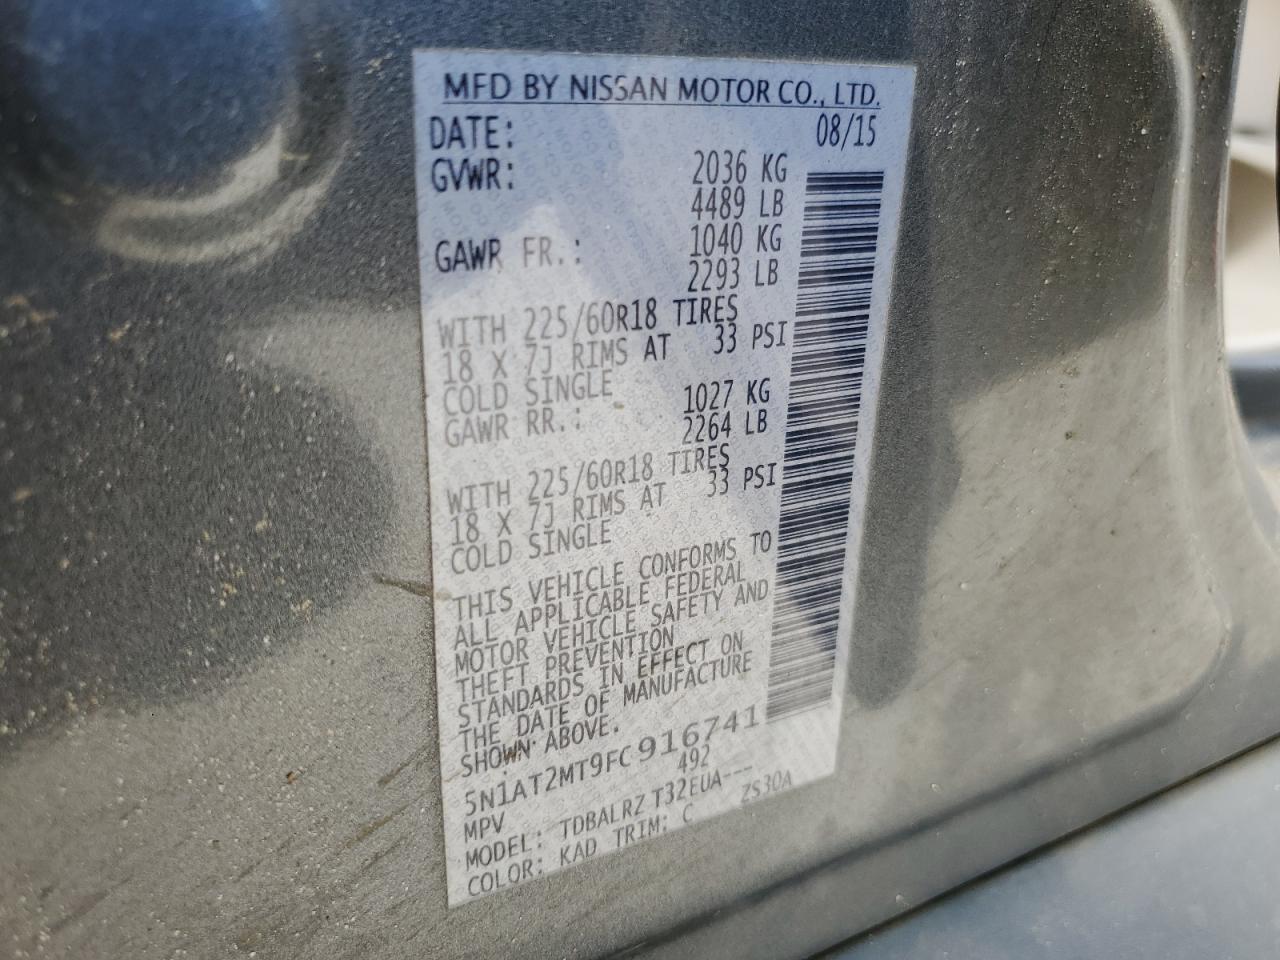 MFD BY NISSAN MOTOR CO., LTD.
DATE: 08/15
GVWR: 2036 KG
4489 LB
GAWR FR.: 1040 KG
2293 LB
WITH 225/60R18 TIRES
18 X 7J RIMS AT 33 PSI
COLD SINGLE
GAWR RR.: 1027 KG
2264 LB
WITH 225/60R18 TIRES
18 X 7J RIMS AT 33 PSI
COLD SINGLE
THIS VEHICLE CONFORMS TO
ALL APPLICABLE FEDERAL
MOTOR VEHICLE SAFETY AND
THEFT PREVENTION
STANDARDS IN EFFECT ON
THE DATE OF MANUFACTURE
SHOWN ABOVE.
5N1AT2MT9FC916741
MPV 492
MODEL: TDBALRZ T32EUA---
COLOR: KAD TRIM: C ZS30A